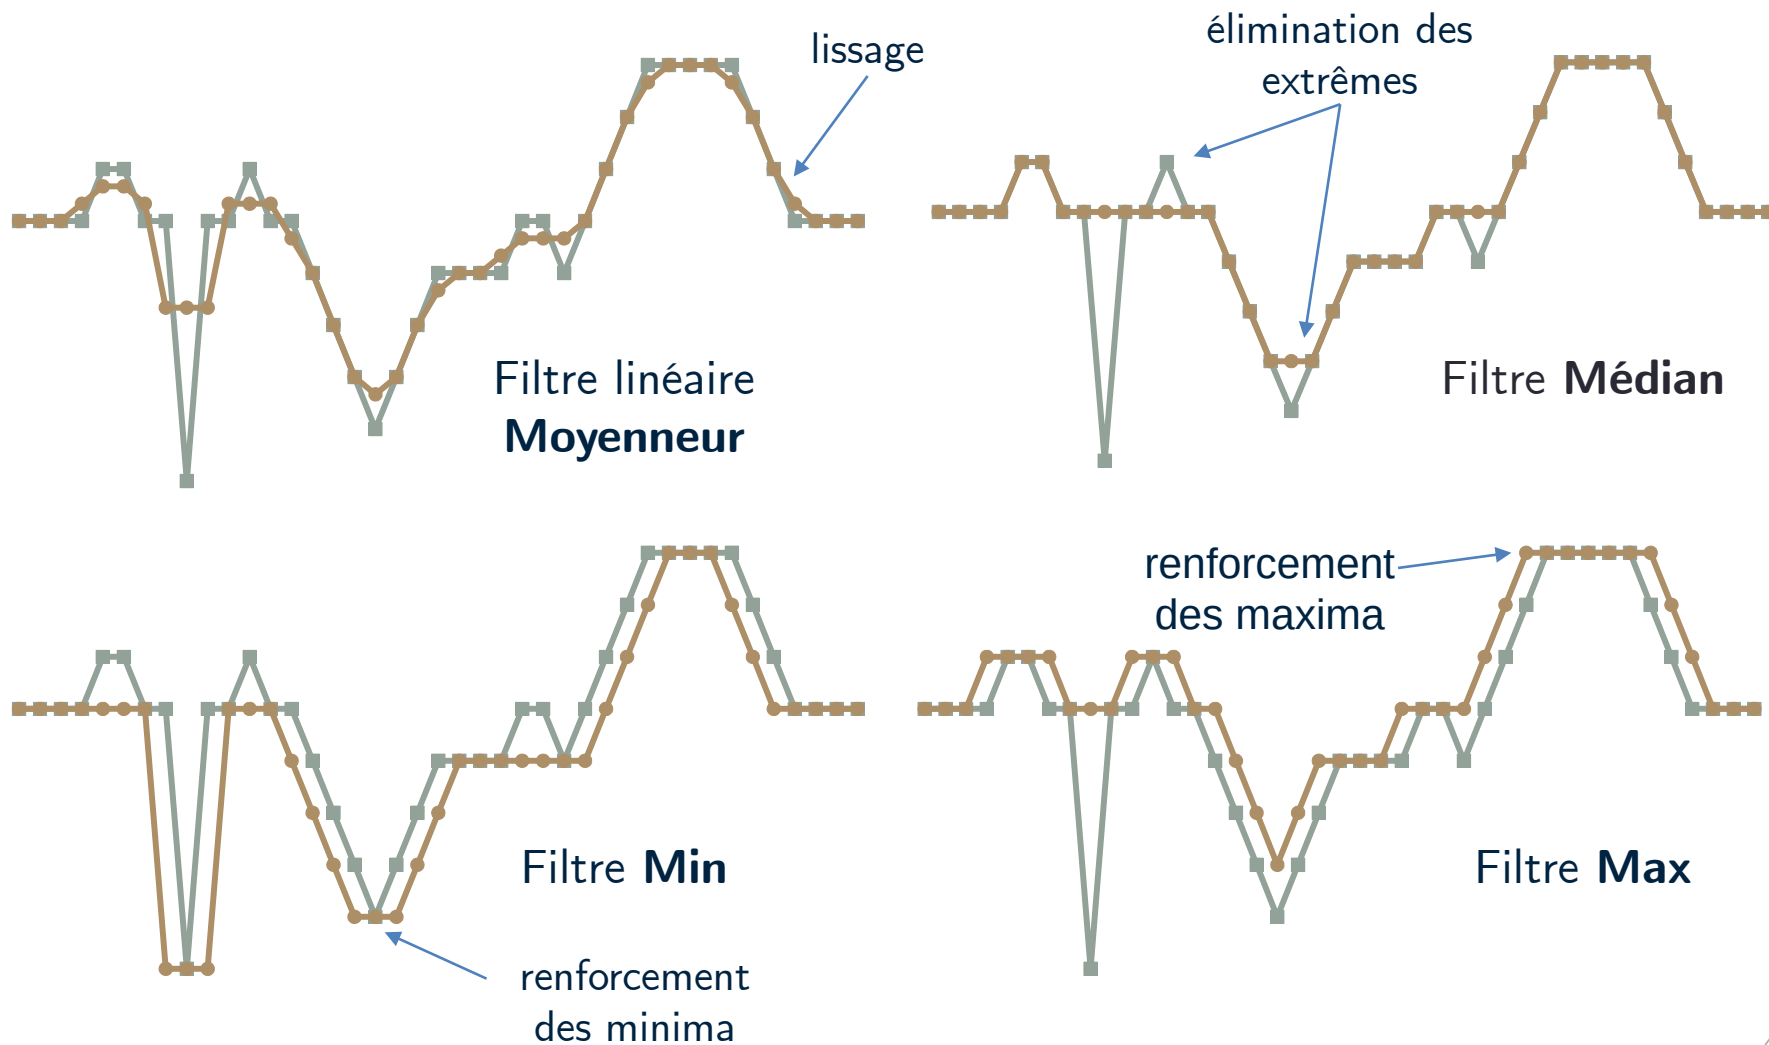 lissage
élimination des
extrêmes
Filtre linéaire
Moyenneur
Filtre Médian
renforcement
des maxima
Filtre Min
Filtre Max
renforcement
des minima